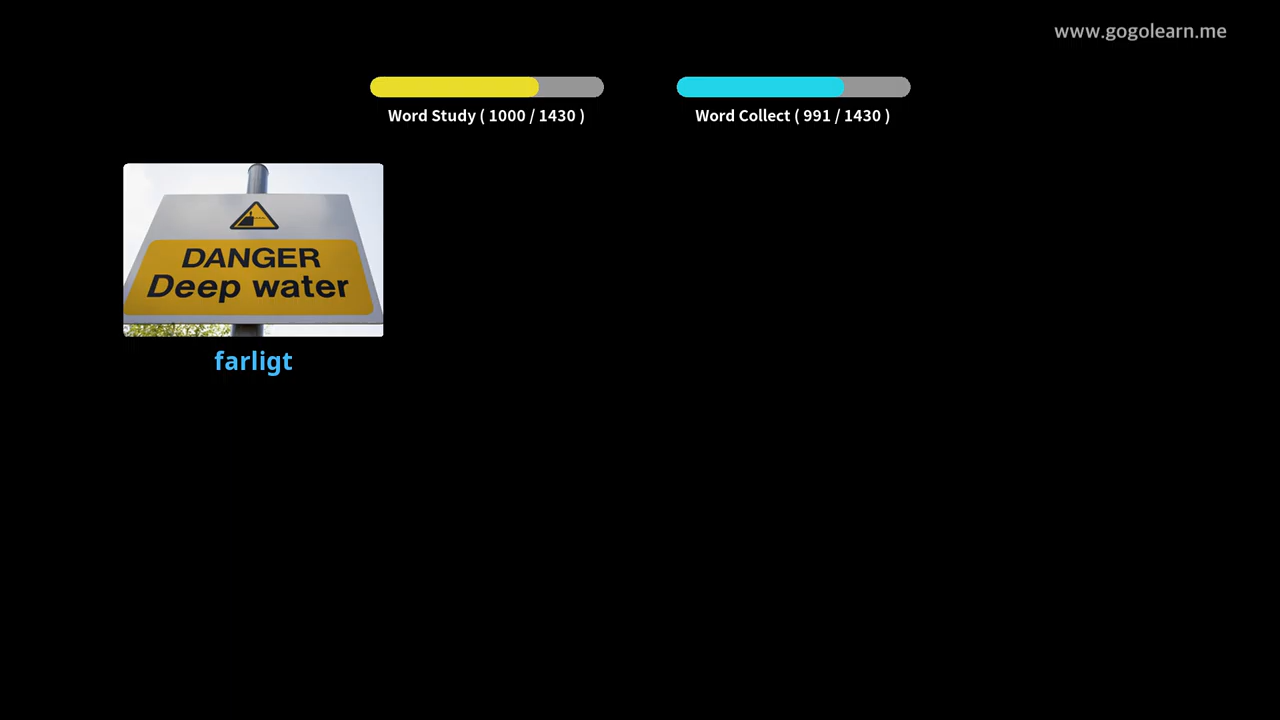 www.gogolearn.me
Word Study ( 1000 / 1430 )
Word Collect ( 991 / 1430 )
DANGER
Deep water
farligt